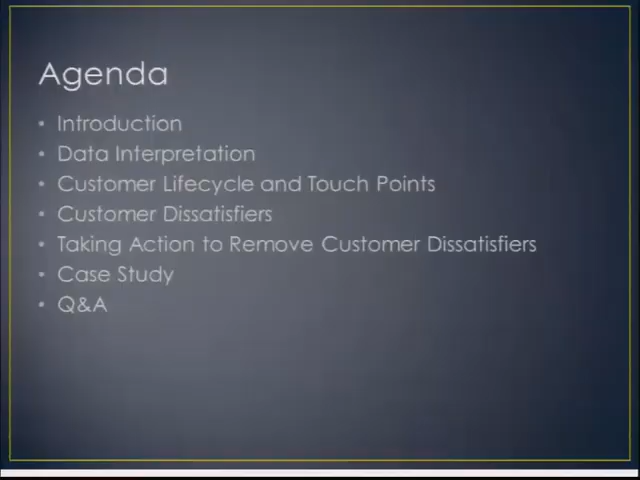 Agenda
• Introduction
• Data Interpretation
• Customer Lifecycle and Touch Points
• Customer Dissatisfiers
• Taking Action to Remove Customer Dissatisfiers
• Case Study
• Q&A